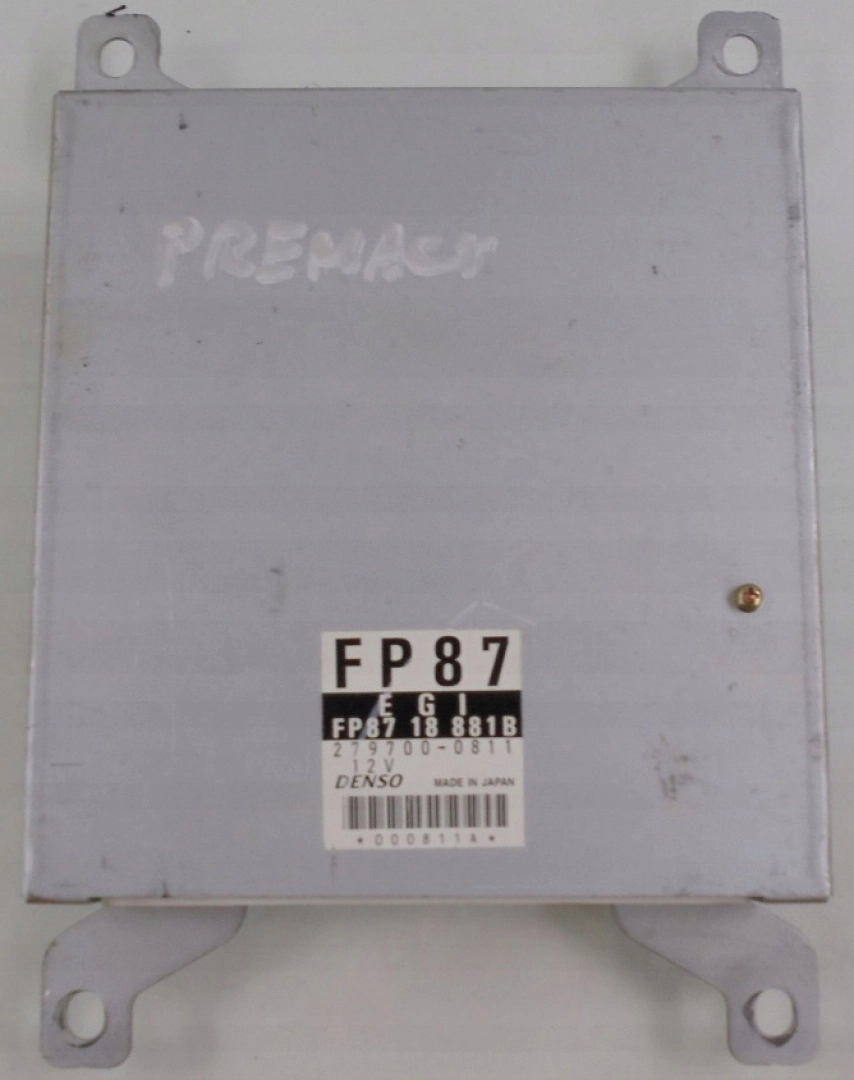 PREMACY
FP87
EGI
FP87 18 881B
279700-0811
12V
DENSO MADE IN JAPAN
*000811A*